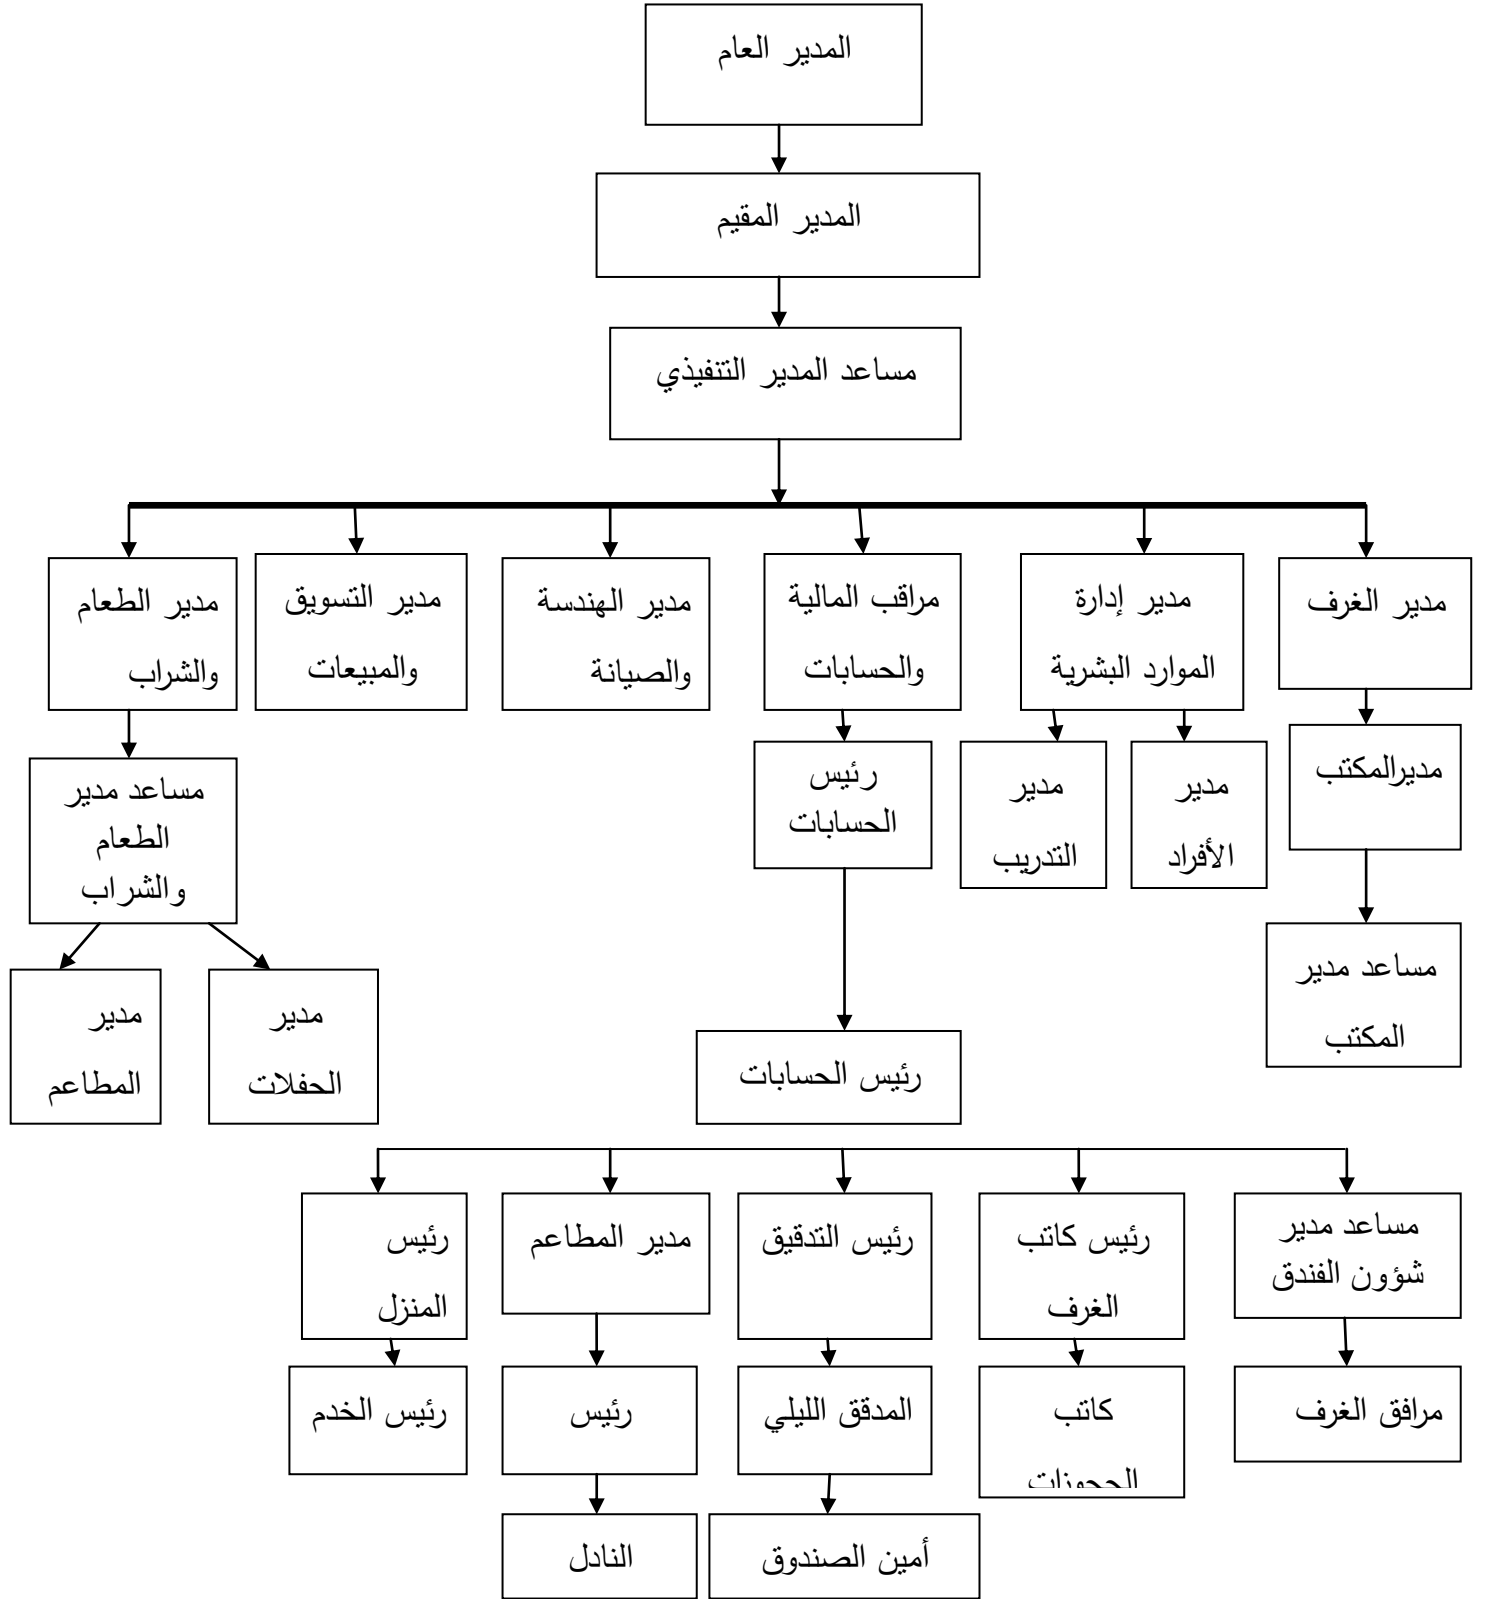 المدير العام
المدير المقيم
مساعد المدير التنفيذي
مدير الغرف
مدير إدارة
الموارد البشرية
مراقب المالية
والحسابات
مدير الهندسة
والصيانة
مدير التسويق
والمبيعات
مدير الطعام
والشراب
مديرالمكتب
مدير
الأفراد
مدير
التدريب
رئيس
الحسابات
مساعد مدير
الطعام
والشراب
مساعد مدير
المكتب
رئيس الحسابات
مدير
الحفلات
مدير
المطاعم
مساعد مدير
شؤون الفندق
رئيس كاتب
الغرف
رئيس التدقيق
مدير المطاعم
رئيس
المنزل
مرافق الغرف
كاتب
الحجوزات
المدقق الليلي
رئيس
رئيس الخدم
أمين الصندوق
النادل